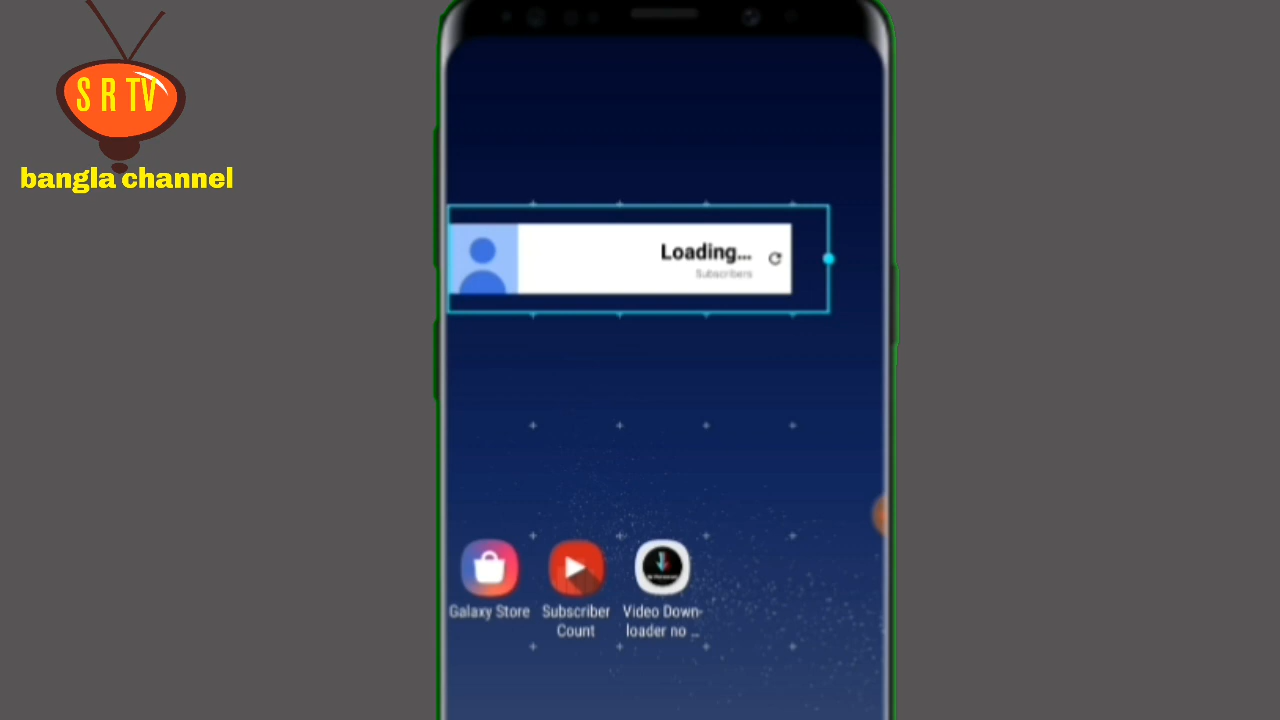 S R TV
bangla channel
Loading...
Subscribers
Galaxy Store
Subscriber
Count
Video Down-
loader no ...